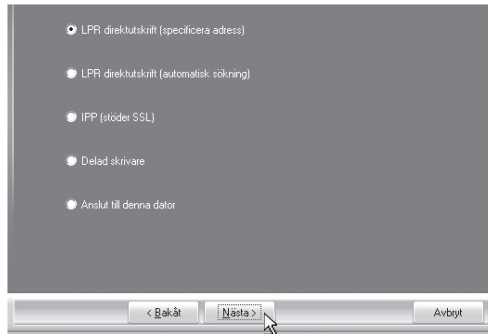 LPR direktutskrift (specificera adress)
LPR direktutskrift (automatisk sökning)
IPP (stöder SSL)
Delad skrivare
Anslut till denna dator
< Bakåt Nästa > Avbryt